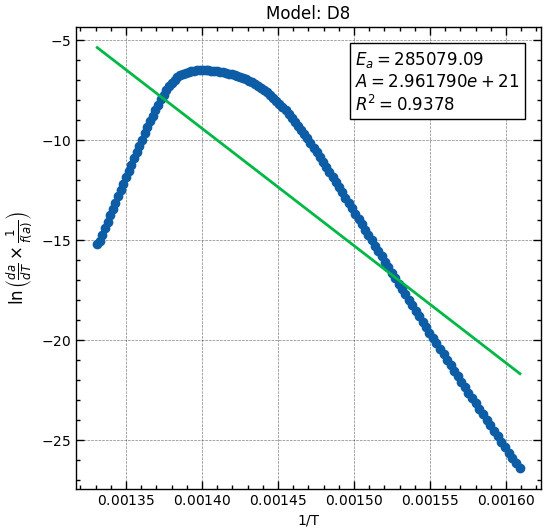 Model: D8
E_a = 285079.09
A = 2.961790e + 21
R^2 = 0.9378
ln(da/dT × 1/f(a))
−5
−10
−15
−20
−25
0.00135 0.00140 0.00145 0.00150 0.00155 0.00160
1/T